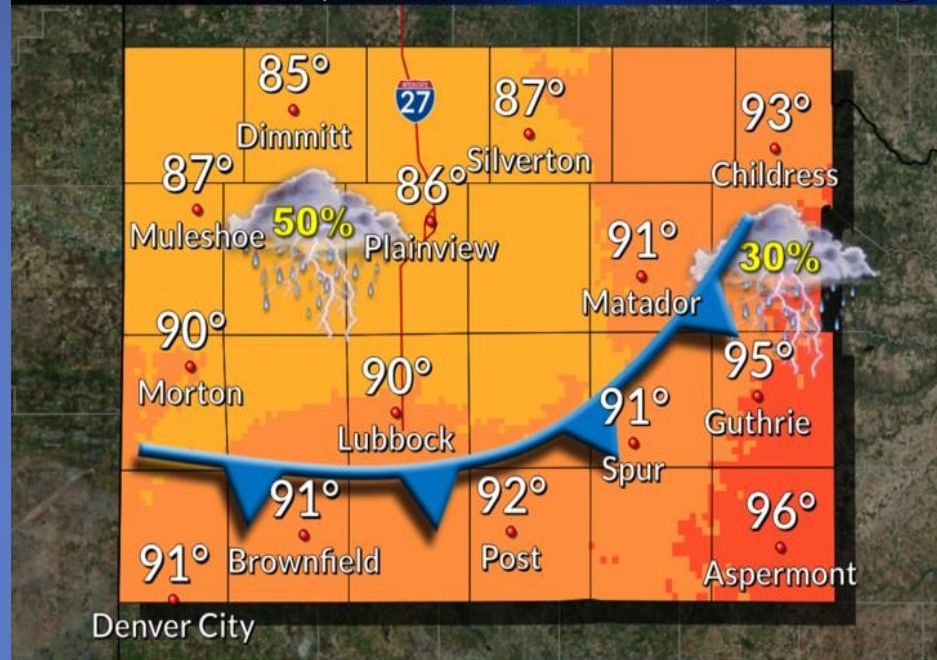 85°
Dimmitt
27
87°
Silverton
93°
Childress
87°
Muleshoe
50%
86°
Plainview
91°
Matador
30%
90°
Morton
90°
Lubbock
91°
Spur
95°
Guthrie
91°
Brownfield
92°
Post
96°
Aspermont
91°
Denver City